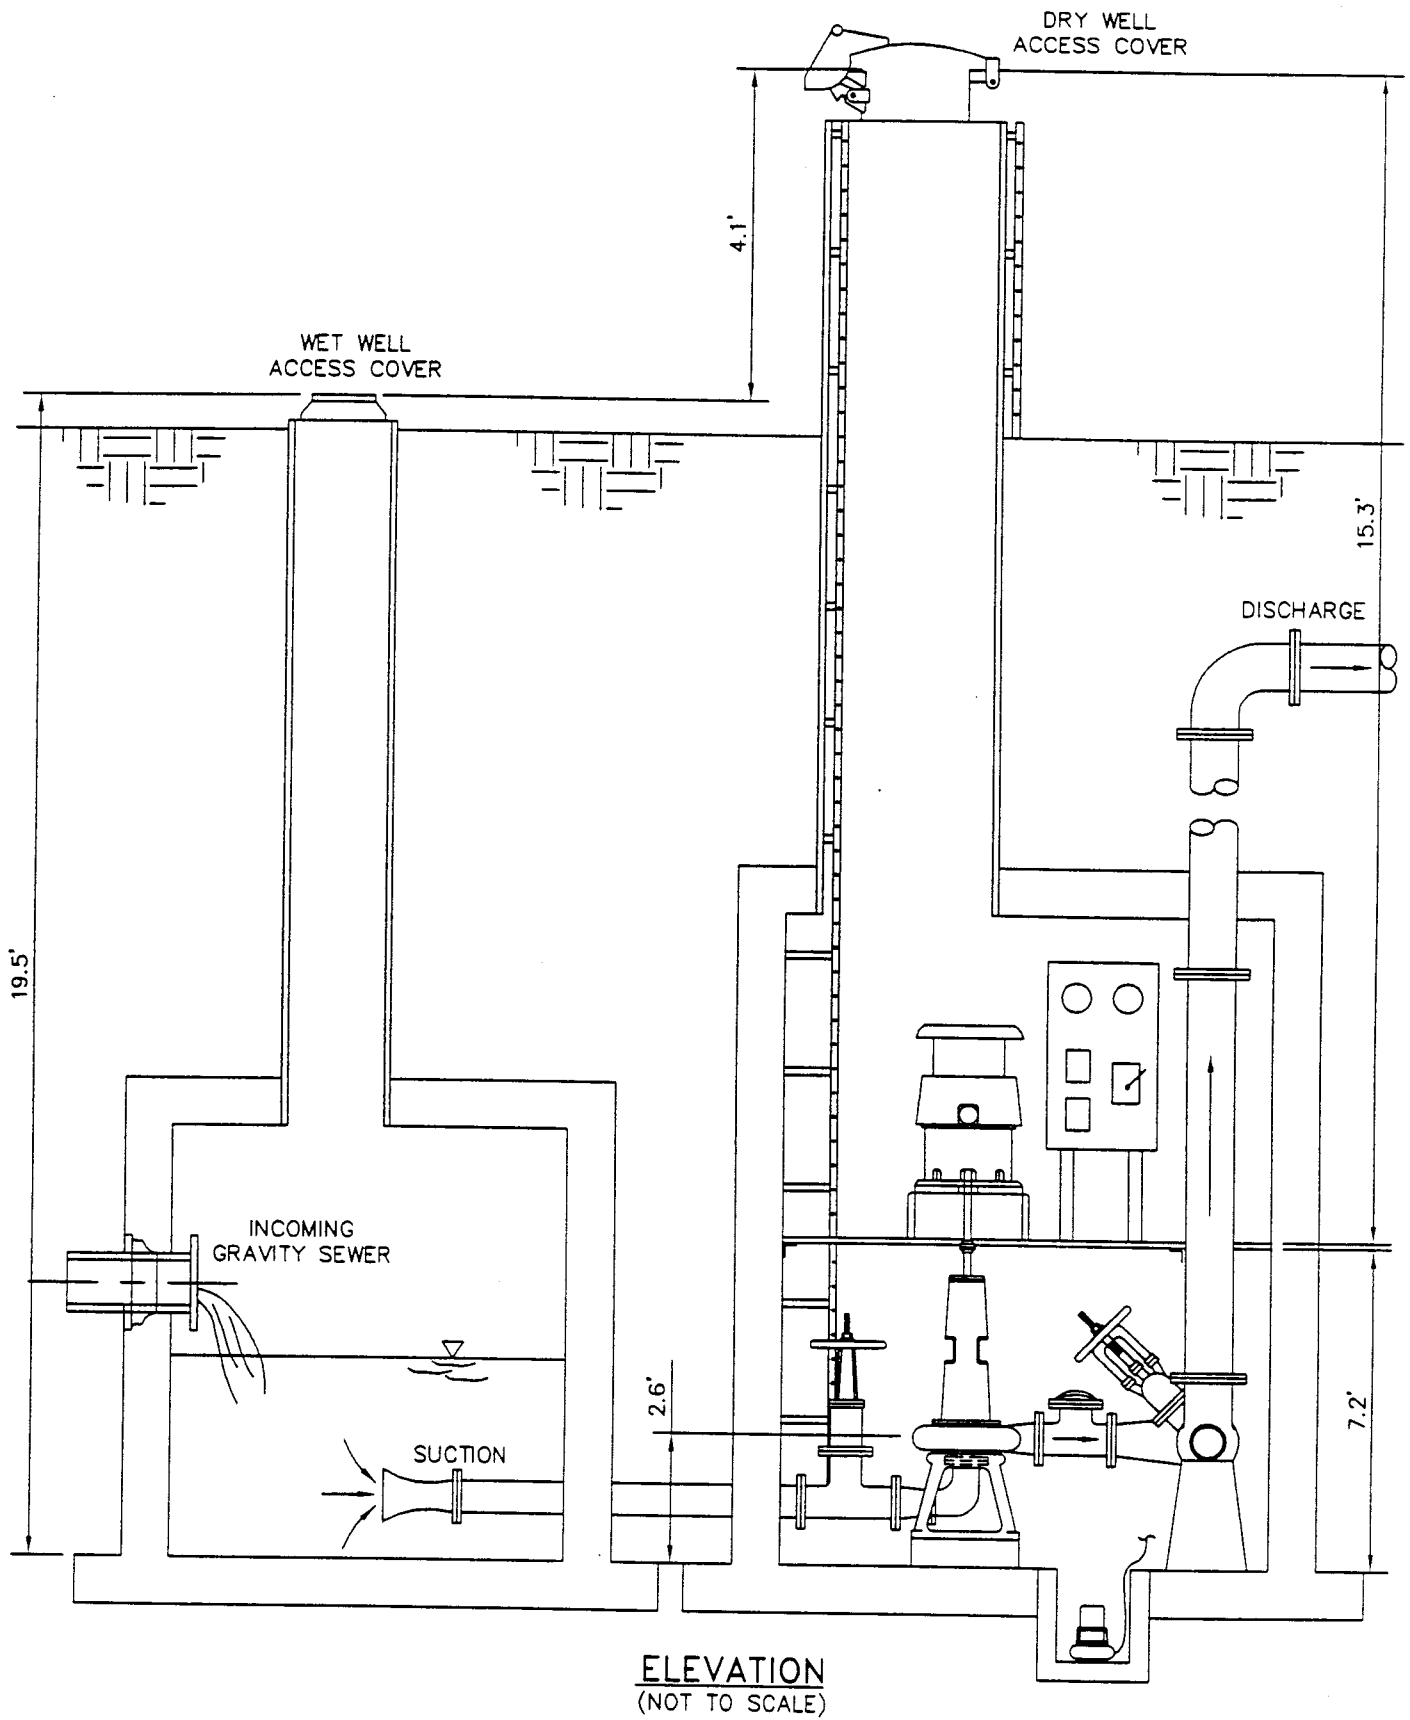 DRY WELL
ACCESS COVER
4.1'
WET WELL
ACCESS COVER
15.3'
DISCHARGE
19.5'
INCOMING
GRAVITY SEWER
2.6'
7.2'
SUCTION
ELEVATION
(NOT TO SCALE)